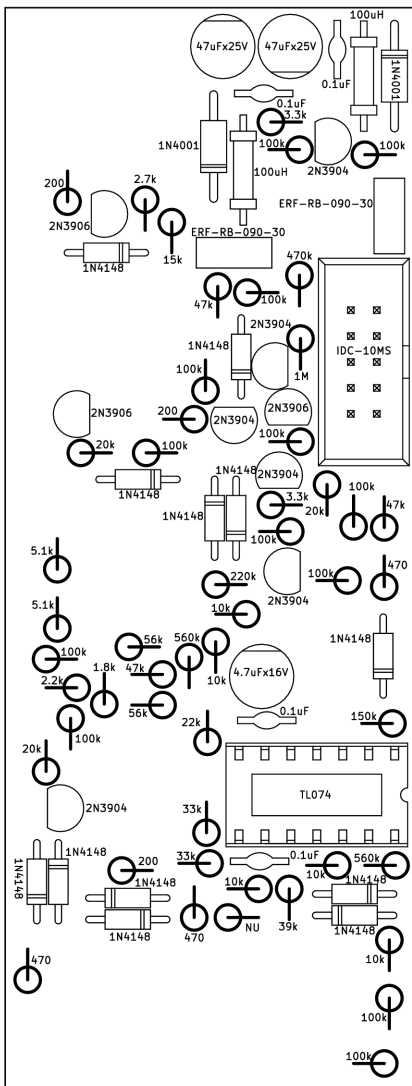 100uH
47uFx25V
47uFx25V
1N4001
0.1uF
0.1uF
3.3k
1N4001
100k
100k
2N3904
100uH
200
2.7k
ERF-RB-090-30
2N3906
ERF-RB-090-30
15k
470k
1N4148
47k
100k
2N3904
1N4148
IDC-10MS
1M
100k
2N3906
2N3906
200
2N3904
100k
20k
100k
1N4148
2N3904
1N4148
3.3k
20k
100k
1N4148
47k
100k
5.1k
220k
100k
470
2N3904
5.1k
10k
56k
560k
1N4148
100k
10k
47k
1.8k
4.7uFx16V
2.2k
56k
0.1uF
150k
22k
100k
20k
TL074
2N3904
33k
1N4148
33k
0.1uF
200
10k
560k
1N4148
1N4148
10k
1N4148
1N4148
470
NU
39k
1N4148
10k
470
100k
100k